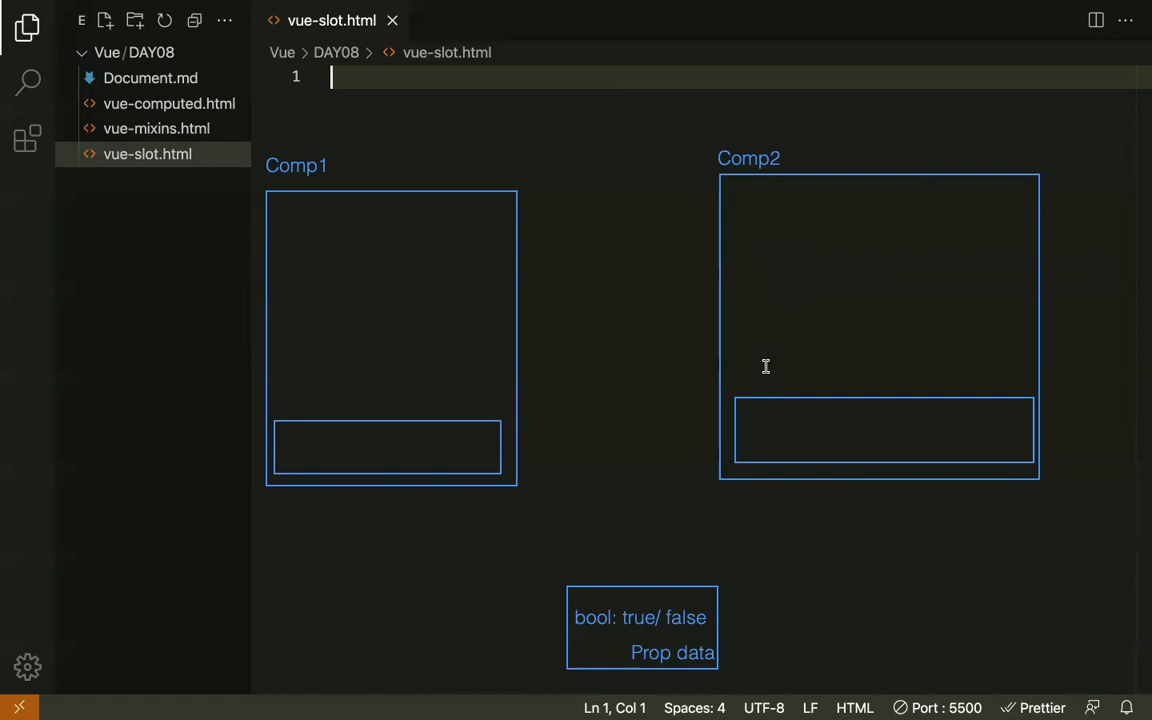 E
vue-slot.html
Vue/DAY08
Vue > DAY08 > vue-slot.html
Document.md
vue-computed.html
vue-mixins.html
vue-slot.html
1
Comp1
Comp2
bool: true/ false
Prop data
Ln 1, Col 1 Spaces: 4 UTF-8 LF HTML Port : 5500 Prettier